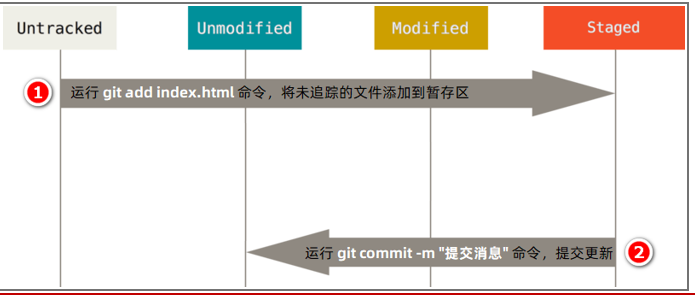 Untracked
Unmodified
Modified
Staged
1
运行 git add index.html 命令，将未追踪的文件添加到暂存区
运行 git commit -m "提交消息" 命令，提交更新
2